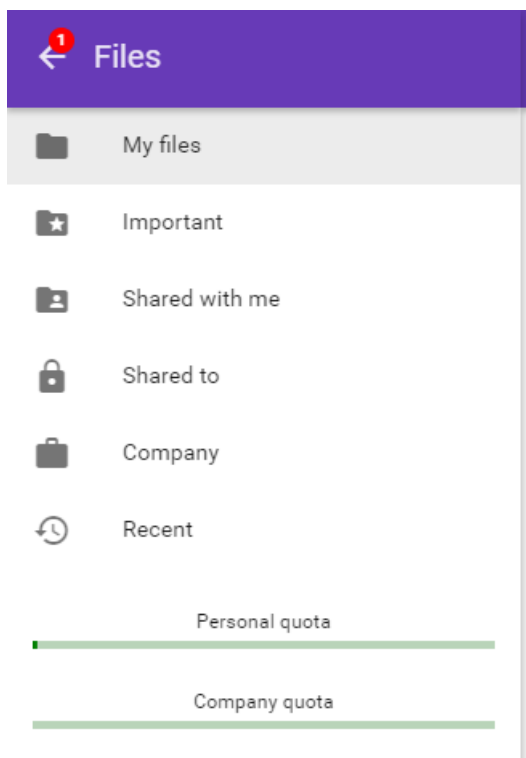 1
Files
My files
Important
Shared with me
Shared to
Company
Recent
Personal quota
Company quota